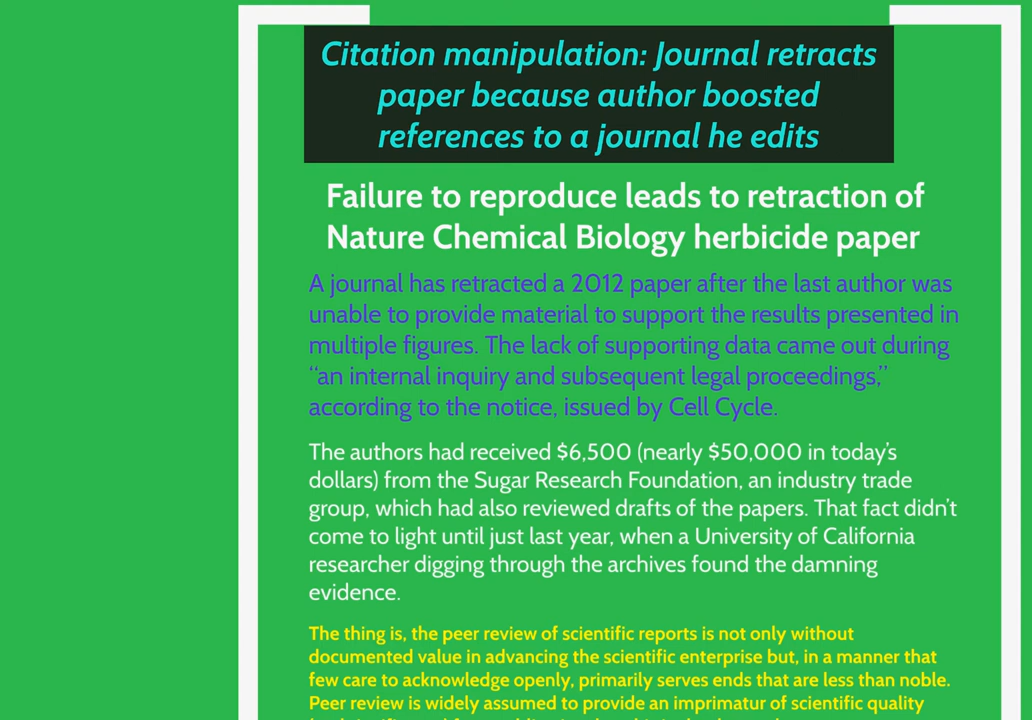 Citation manipulation: Journal retracts
paper because author boosted
references to a journal he edits
Failure to reproduce leads to retraction of
Nature Chemical Biology herbicide paper
A journal has retracted a 2012 paper after the last author was
unable to provide material to support the results presented in
multiple figures. The lack of supporting data came out during
“an internal inquiry and subsequent legal proceedings,”
according to the notice, issued by Cell Cycle.
The authors had received $6,500 (nearly $50,000 in today’s
dollars) from the Sugar Research Foundation, an industry trade
group, which had also reviewed drafts of the papers. That fact didn’t
come to light until just last year, when a University of California
researcher digging through the archives found the damning
evidence.
The thing is, the peer review of scientific reports is not only without
documented value in advancing the scientific enterprise but, in a manner that
few care to acknowledge openly, primarily serves ends that are less than noble.
Peer review is widely assumed to provide an imprimatur of scientific quality